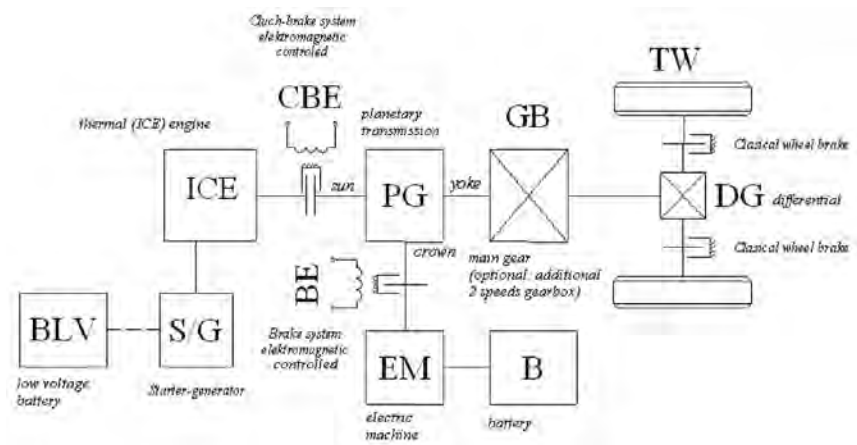 Cluch-brake system
elektromagnetic
controled
CBE
thermal (ICE) engine
planetary
transmission
GB
TW
Clasical wheel brake
ICE
sun
PG
yoke
DG differential
crown
Clasical wheel brake
main gear
(optional: additional
2 speeds gearbox)
BE
Brake system
elektromagnetic
controlled
BLV
S/G
EM
B
low voltage
battery
Starter-generator
electric
machine
battery